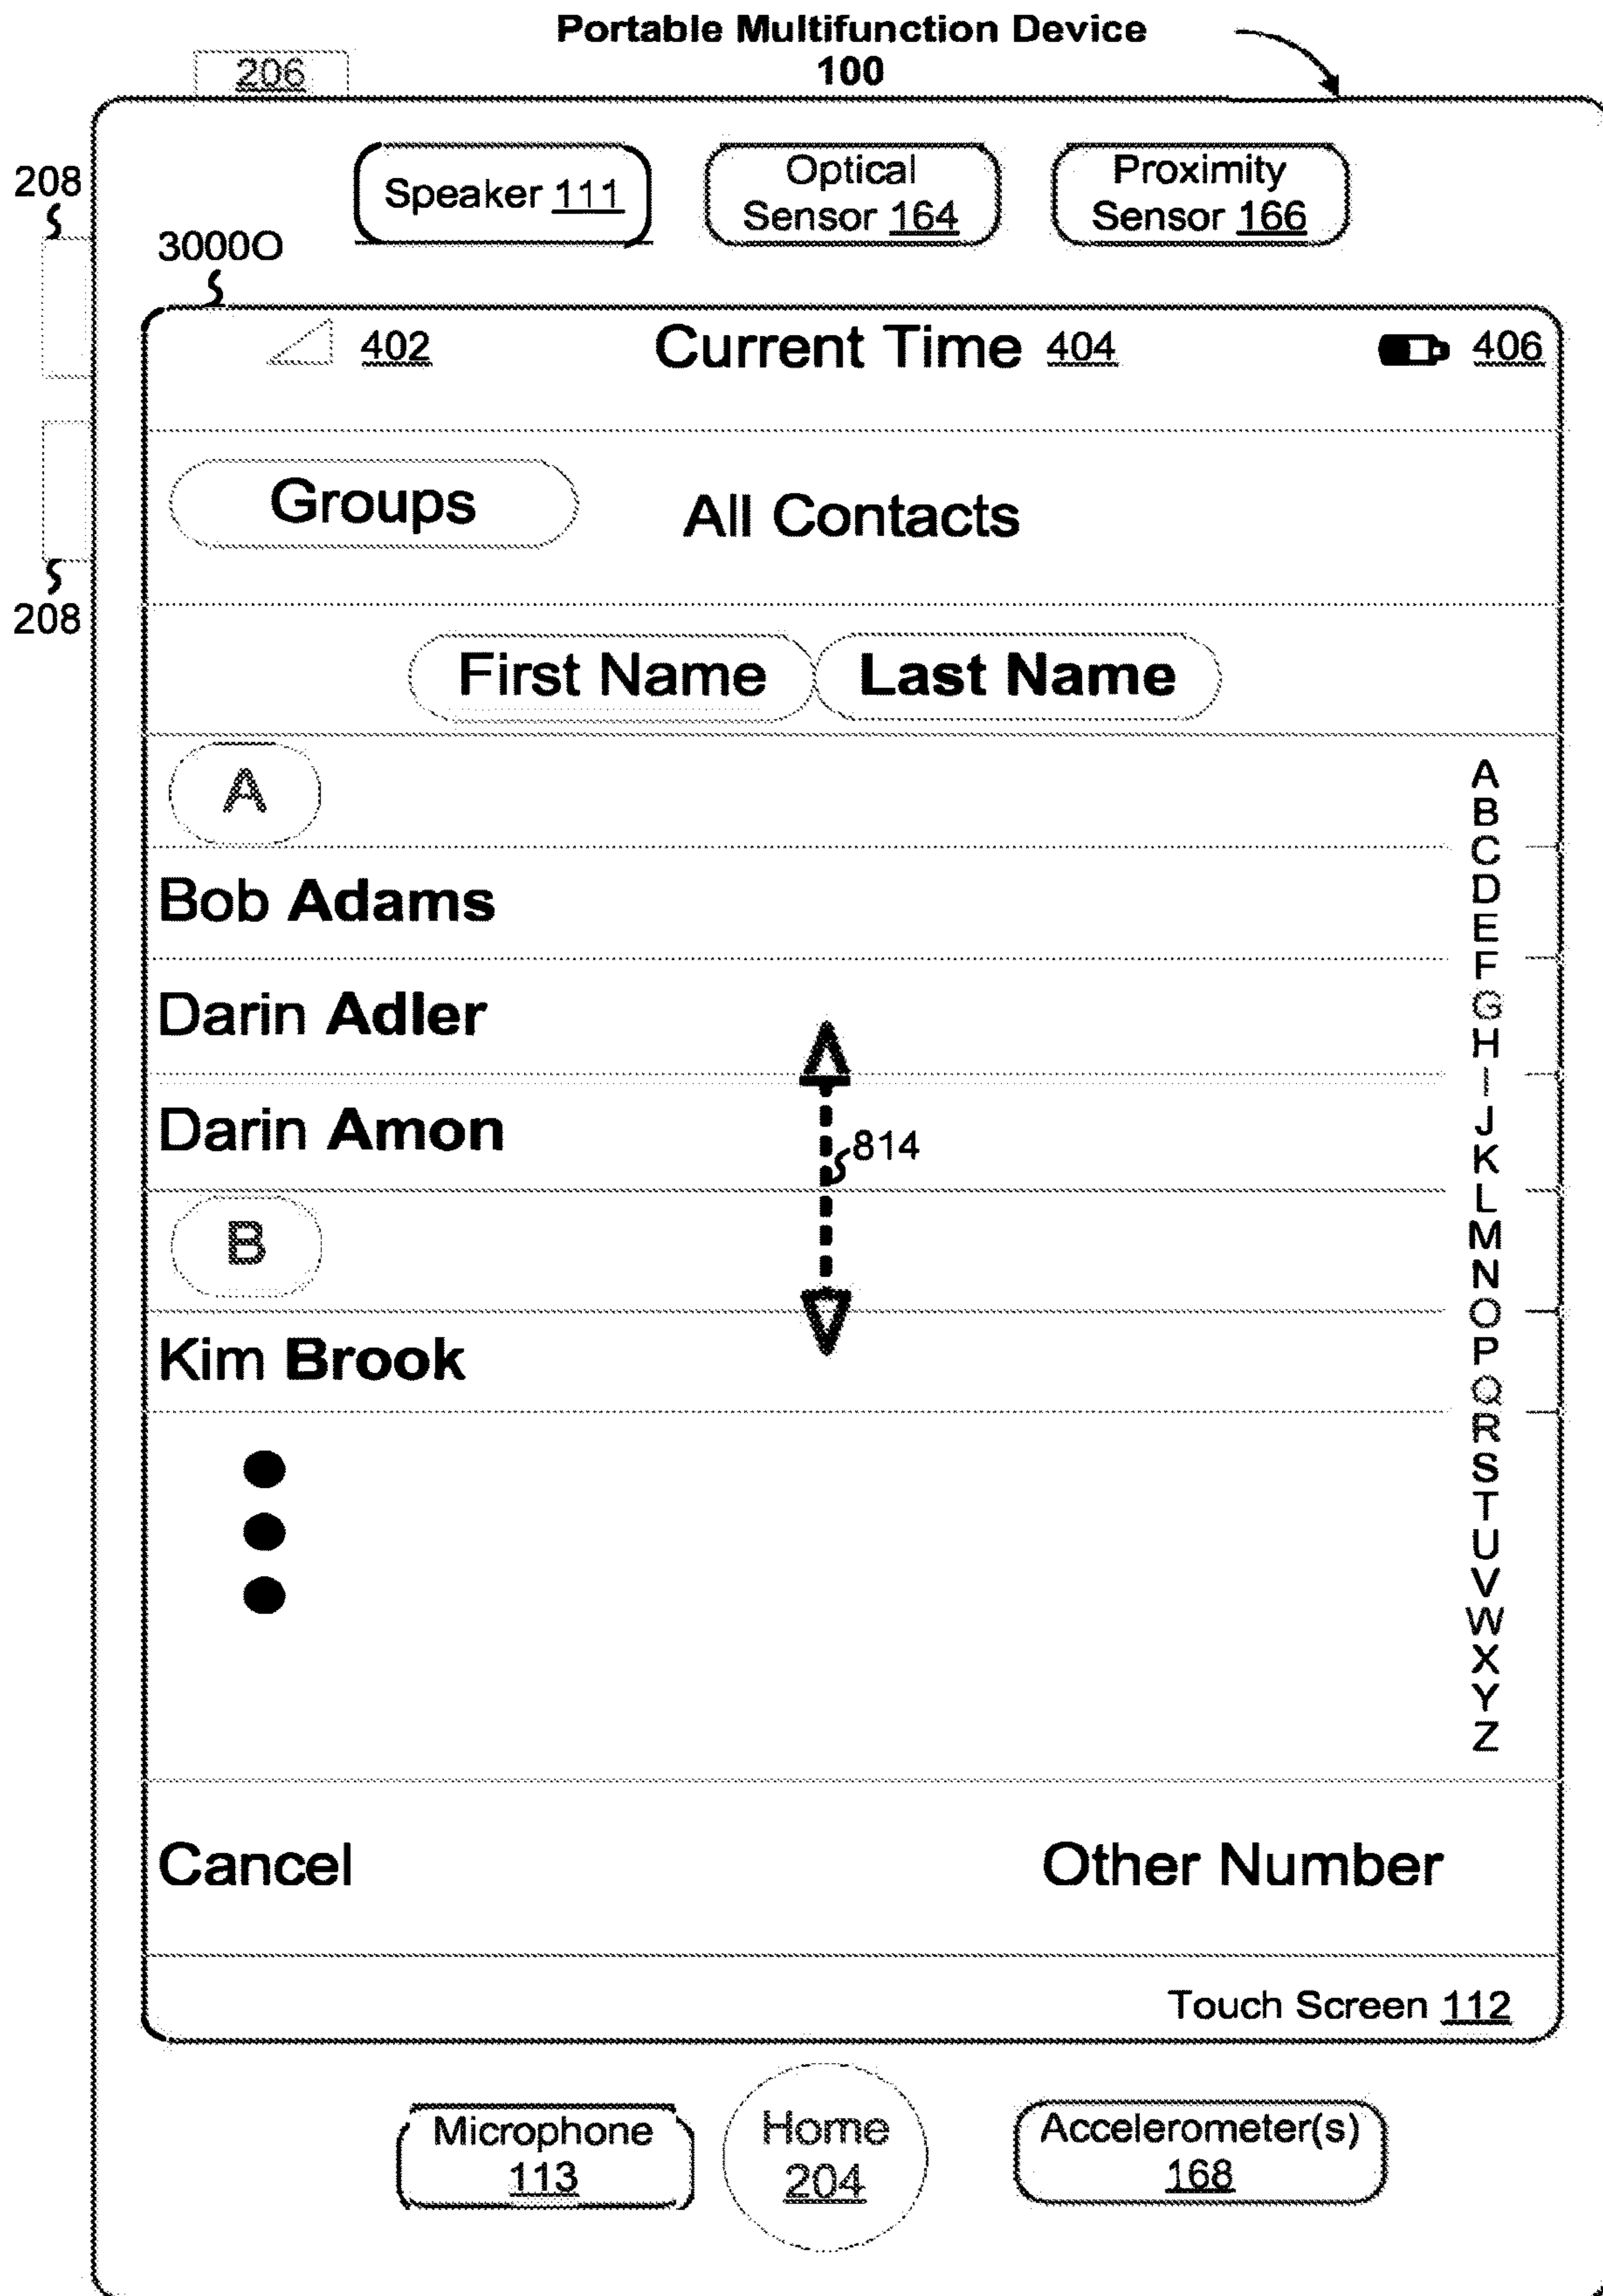 Portable Multifunction Device
100
206
208
Speaker 111
Optical
Sensor 164
Proximity
Sensor 166
3000O
402
Current Time 404
406
Groups
All Contacts
208
First Name
Last Name
A
Bob Adams
Darin Adler
Darin Amon
814
B
Kim Brook
A
B
C
D
E
F
G
H
I
J
K
L
M
N
O
P
Q
R
S
T
U
V
W
X
Y
Z
Cancel
Other Number
Touch Screen 112
Microphone
113
Home
204
Accelerometer(s)
168